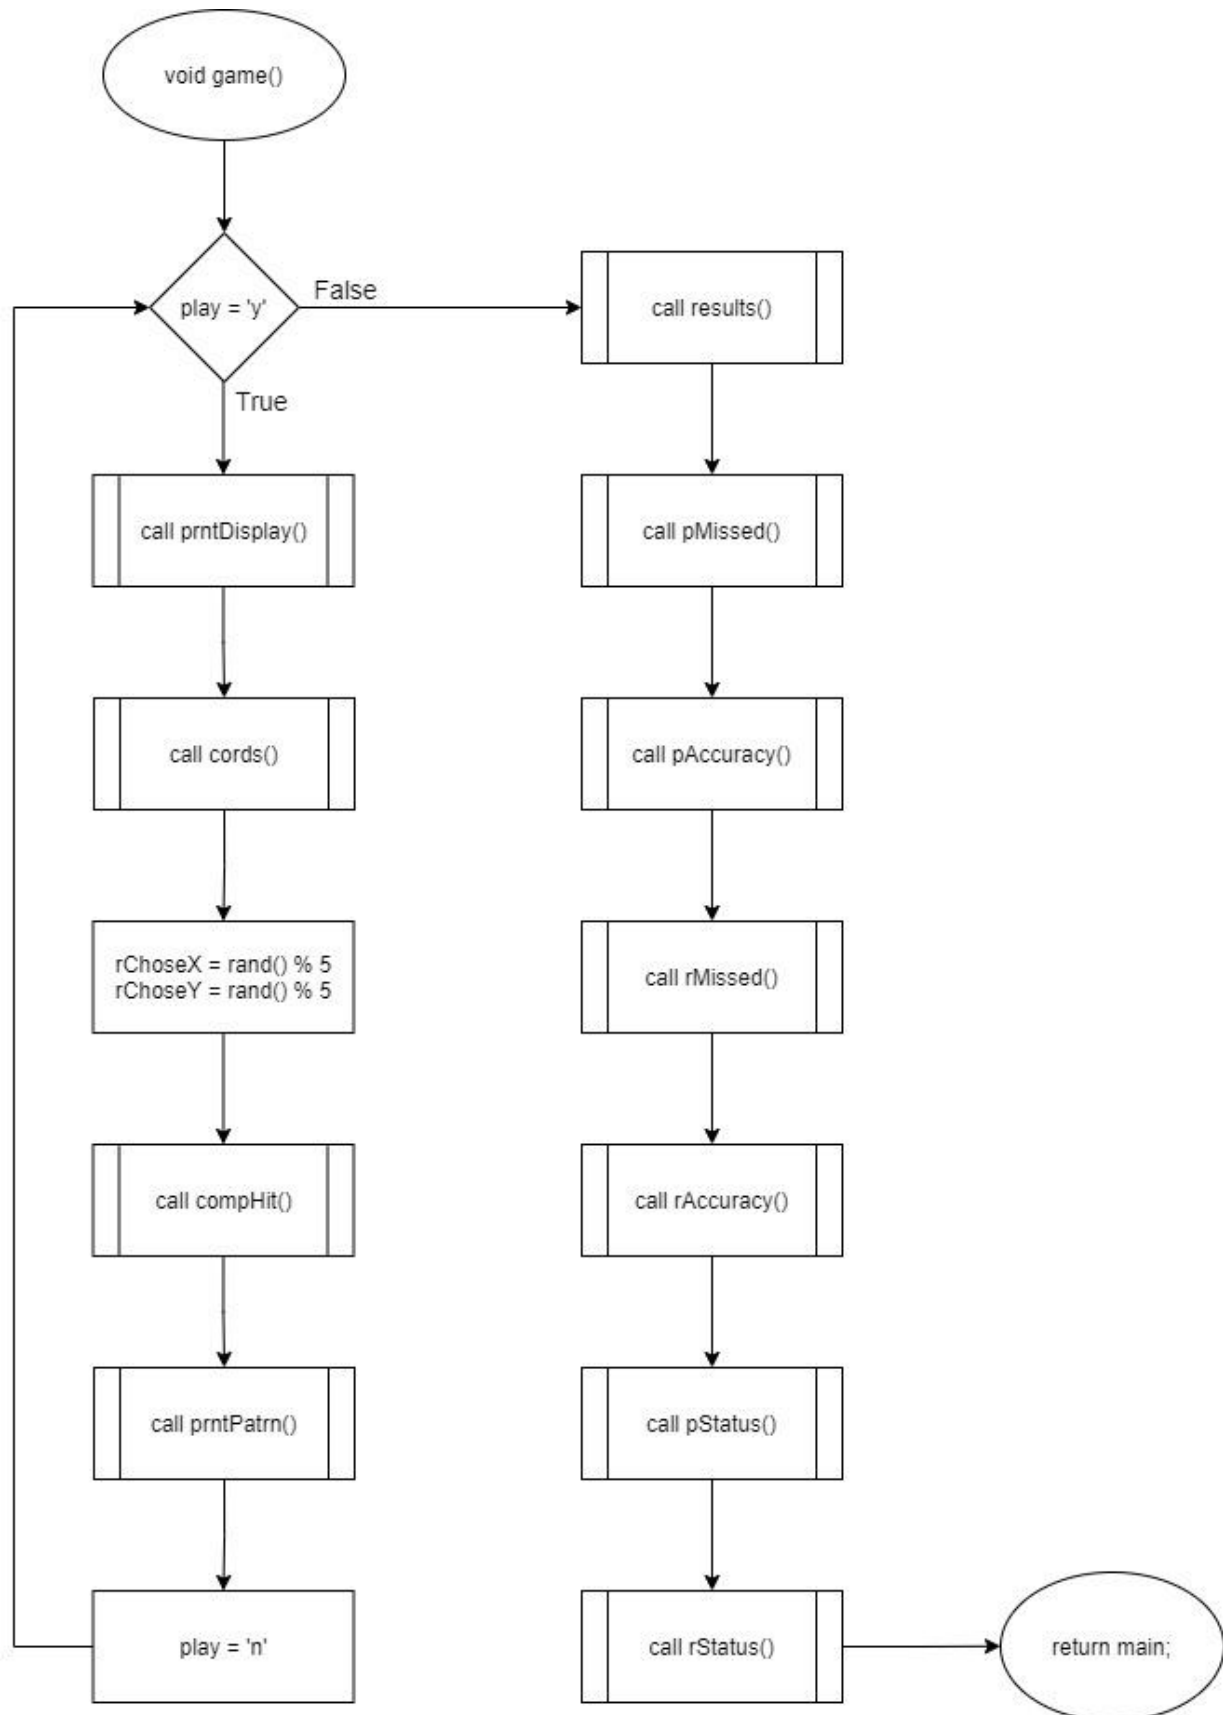 void game()
play = 'y'
False
True
call prntDisplay()
call cords()
rChoseX = rand() % 5
rChoseY = rand() % 5
call compHit()
call prntPatrn()
play = 'n'
call results()
call pMissed()
call pAccuracy()
call rMissed()
call rAccuracy()
call pStatus()
call rStatus()
return main;